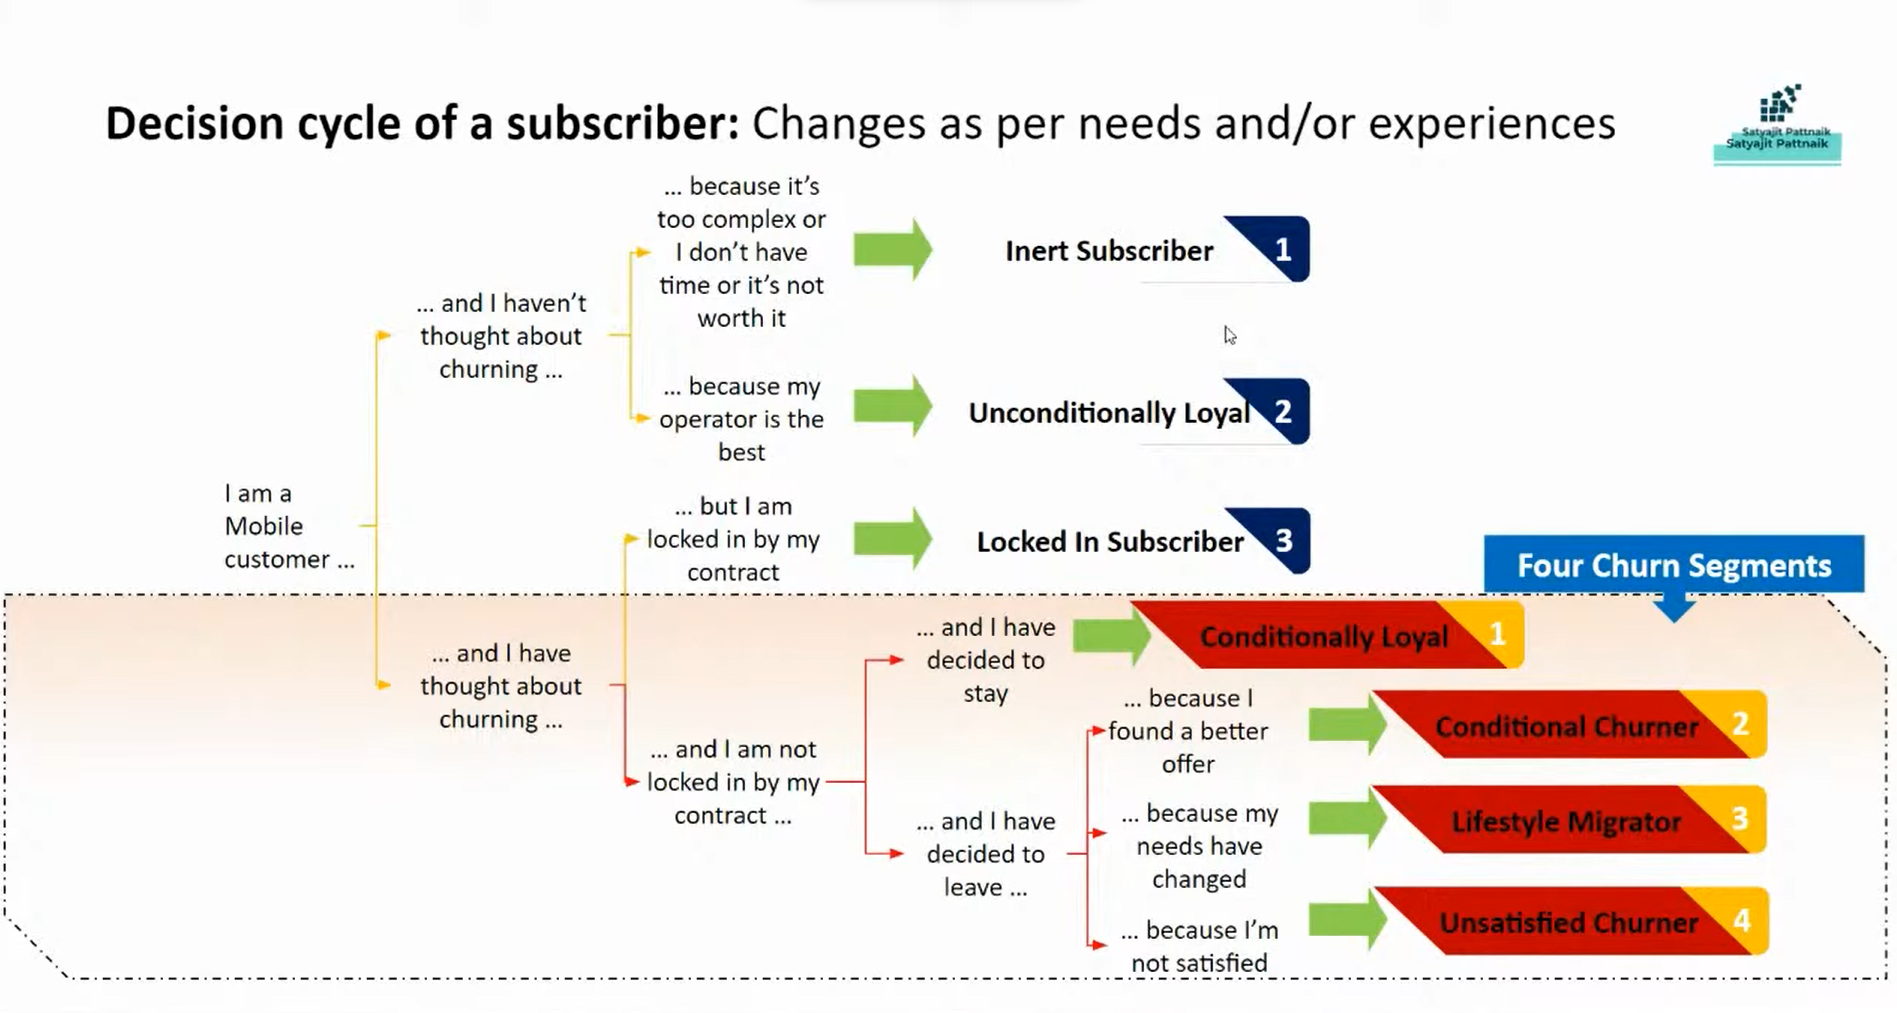 Decision cycle of a subscriber: Changes as per needs and/or experiences
Satyajit Pattnaik
Satyajit Pattnaik
I am a
Mobile
customer ...
... and I haven't
thought about
churning ...
... because it's
too complex or
I don't have
time or it's not
worth it
Inert Subscriber
1
... because my
operator is the
best
Unconditionally Loyal
2
... and I have
thought about
churning ...
... but I am
locked in by my
contract
Locked In Subscriber
3
Four Churn Segments
... and I am not
locked in by my
contract ...
... and I have
decided to
stay
Conditionally Loyal
1
... and I have
decided to
leave ...
... because I
found a better
offer
Conditional Churner
2
... because my
needs have
changed
Lifestyle Migrator
3
... because I'm
not satisfied
Unsatisfied Churner
4